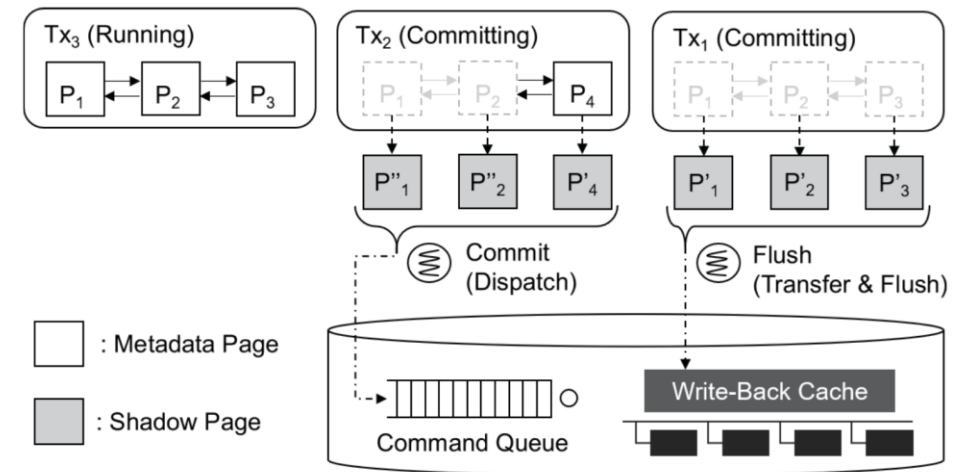 Tx₃ (Running)
P₁ P₂ P₃
Tx₂ (Committing)
P₁ P₂ P₄
Tx₁ (Committing)
P₁ P₂ P₃
P"₁ P"₂ P'₄
P'₁ P'₂ P'₃
Commit
(Dispatch)
Flush
(Transfer & Flush)
: Metadata Page
: Shadow Page
Command Queue
Write-Back Cache